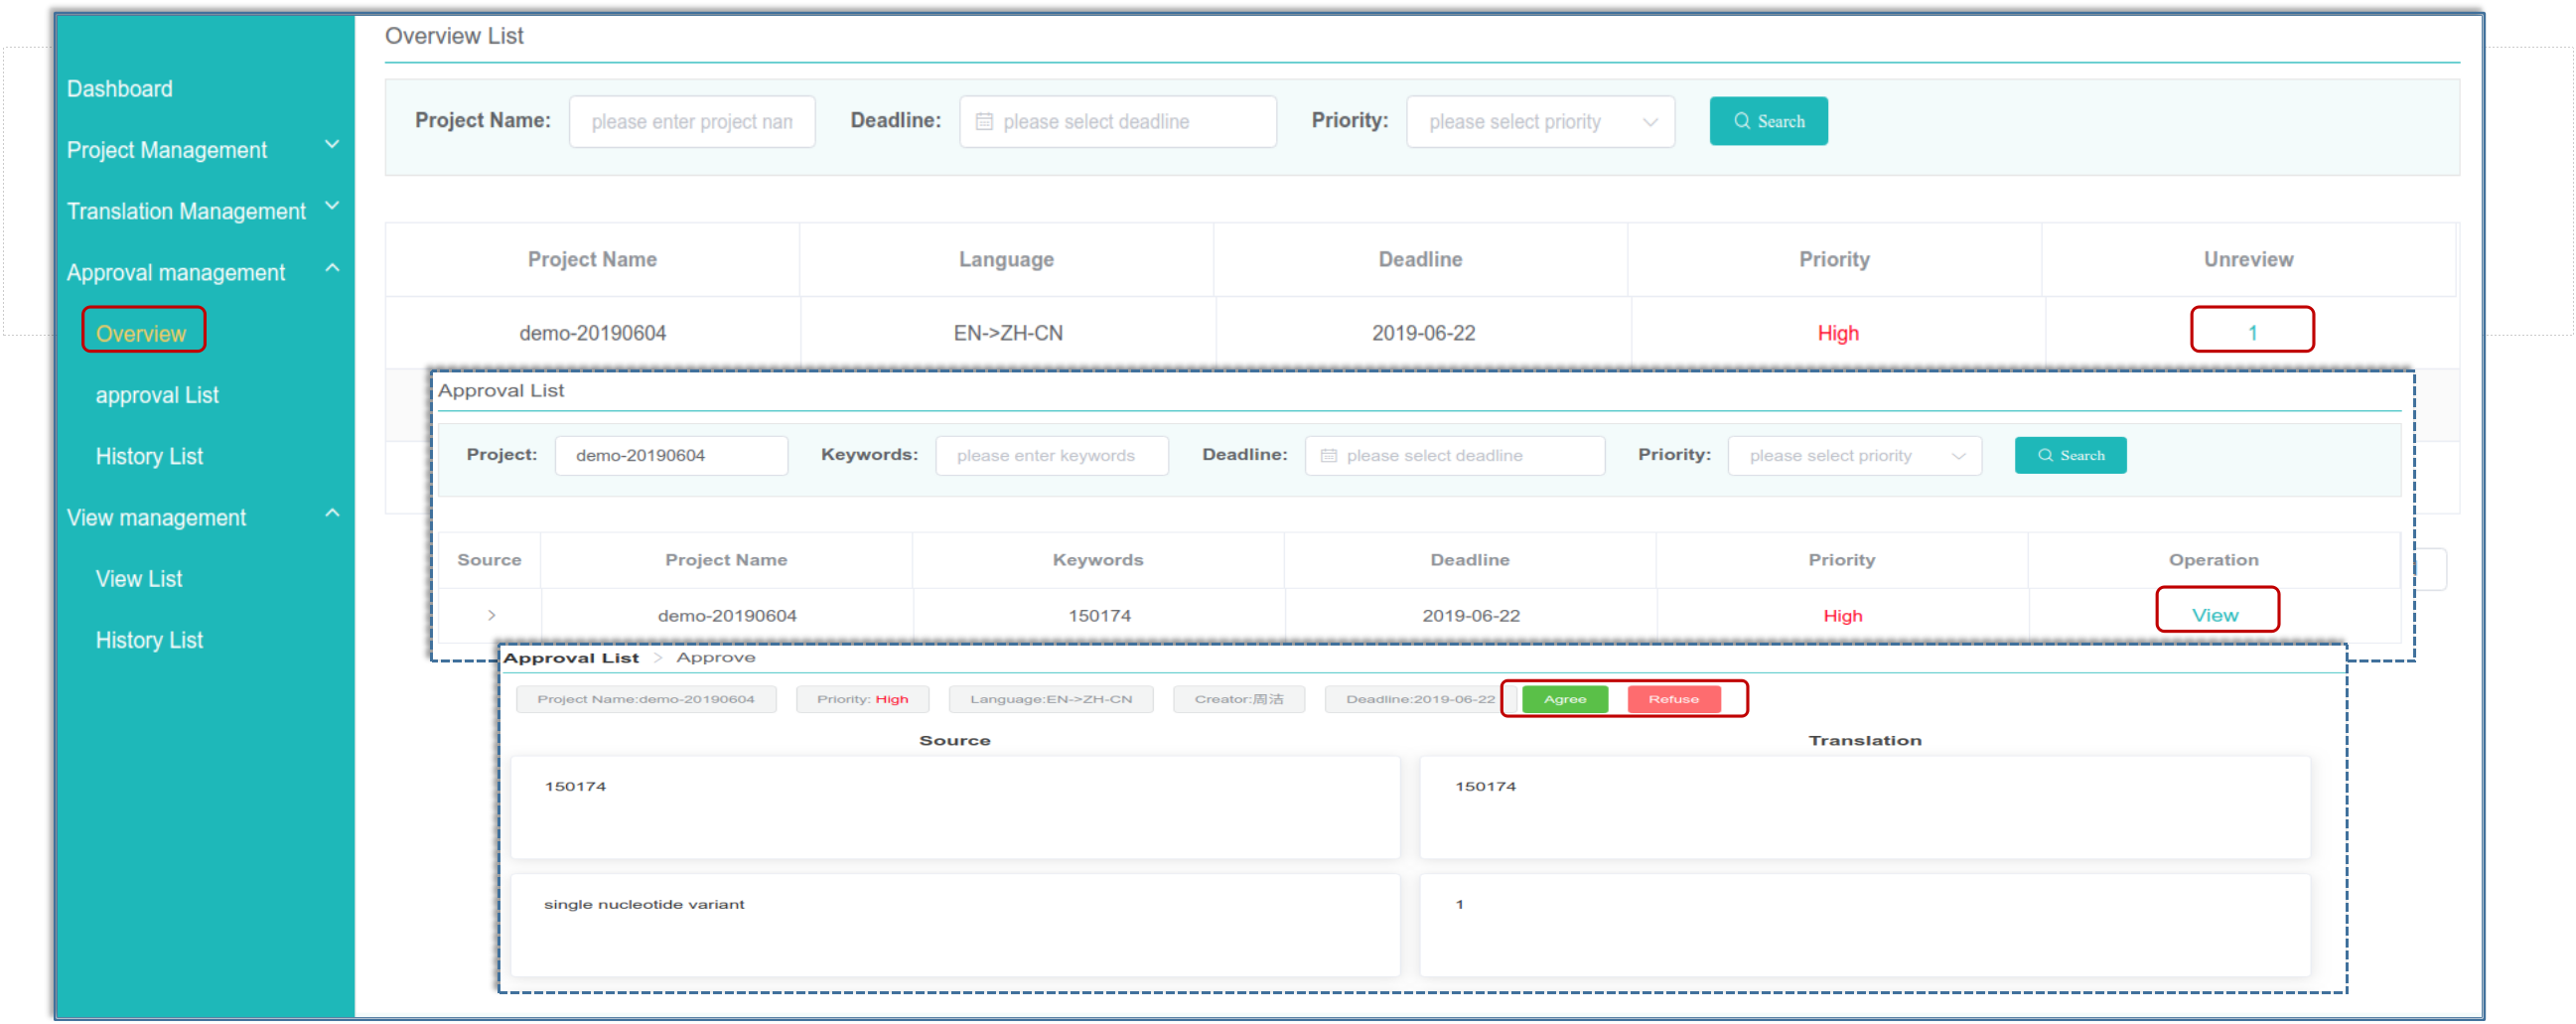 Dashboard
Project Management
Translation Management
Approval management
Overview
approval List
History List
View management
View List
History List
Overview List
Project Name: please enter project nam Deadline: please select deadline Priority: please select priority Search
Project Name Language Deadline Priority Unreview
demo-20190604 EN->ZH-CN 2019-06-22 High 1
Approval List
Project: demo-20190604 Keywords: please enter keywords Deadline: please select deadline Priority: please select priority Search
Source Project Name Keywords Deadline Priority Operation
> demo-20190604 150174 2019-06-22 High View
Approval List > Approve
Project Name:demo-20190604 Priority: High Language:EN->ZH-CN Creator:周洁 Deadline:2019-06-22 Agree Refuse
Source Translation
150174 150174
single nucleotide variant 1